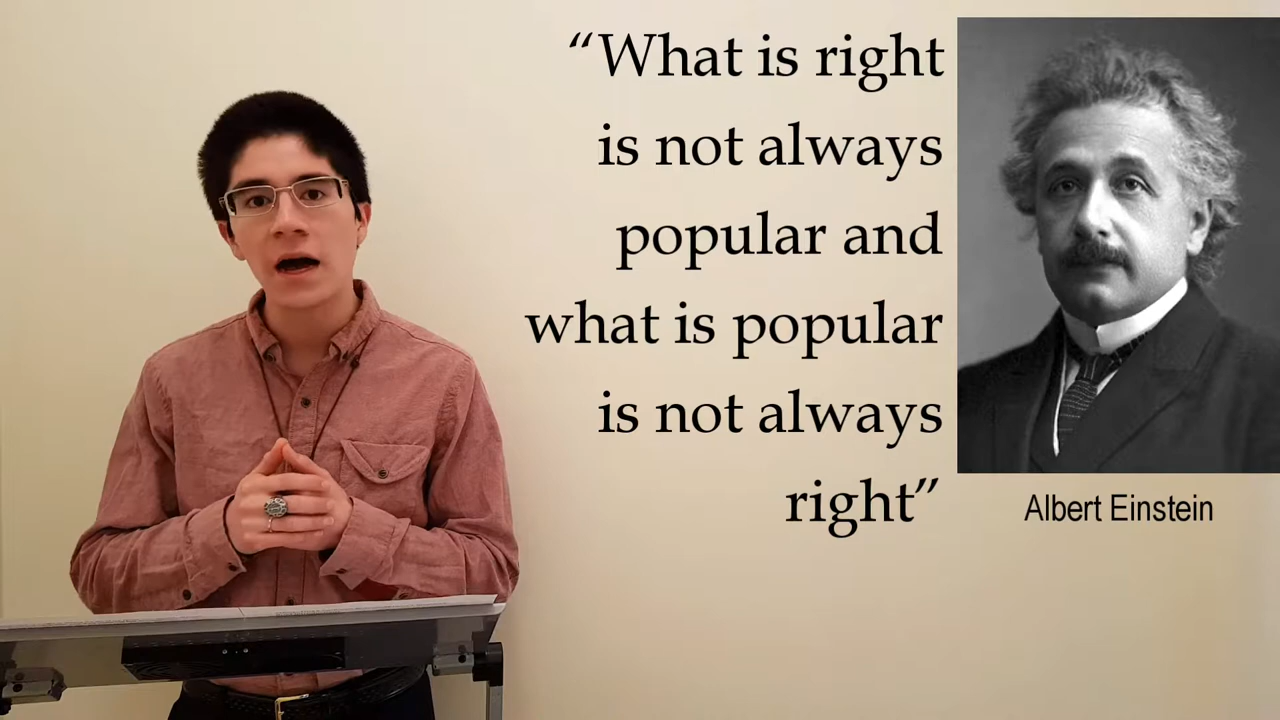 “What is right
is not always
popular and
what is popular
is not always
right”
Albert Einstein